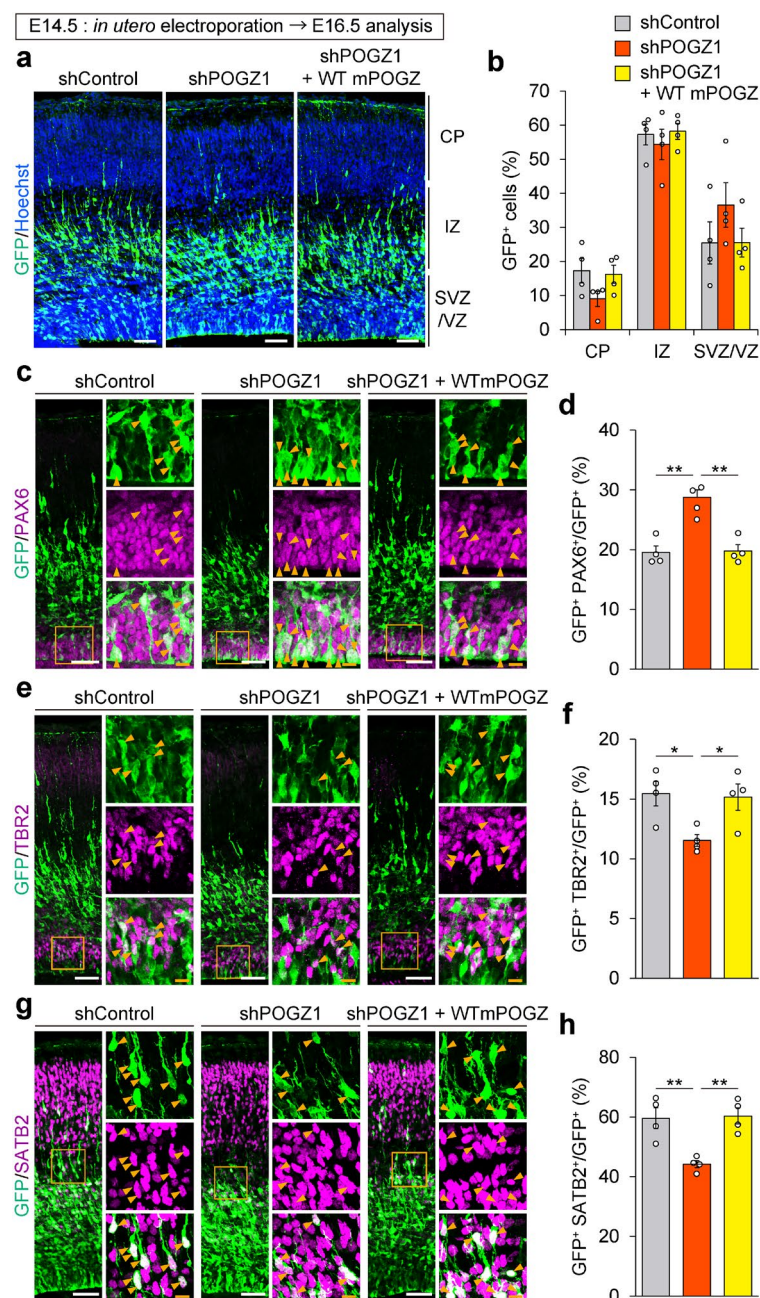 E14.5 : in utero electroporation → E16.5 analysis
a
shControl
shPOGZ1
shPOGZ1
+ WT mPOGZ
GFP/Hoechst
CP
IZ
SVZ
/VZ
b
shControl
shPOGZ1
shPOGZ1
+ WT mPOGZ
GFP⁺ cells (%)
70
60
50
40
30
20
10
0
CP
IZ
SVZ/VZ
c
shControl
shPOGZ1
shPOGZ1 + WTmPOGZ
GFP/PAX6
d
GFP⁺ PAX6⁺/GFP⁺ (%)
40
30
20
10
0
**
**
e
shControl
shPOGZ1
shPOGZ1 + WTmPOGZ
GFP/TBR2
f
GFP⁺ TBR2⁺/GFP⁺ (%)
20
15
10
5
0
*
*
g
shControl
shPOGZ1
shPOGZ1 + WTmPOGZ
GFP/SATB2
h
GFP⁺ SATB2⁺/GFP⁺ (%)
80
60
40
20
0
**
**